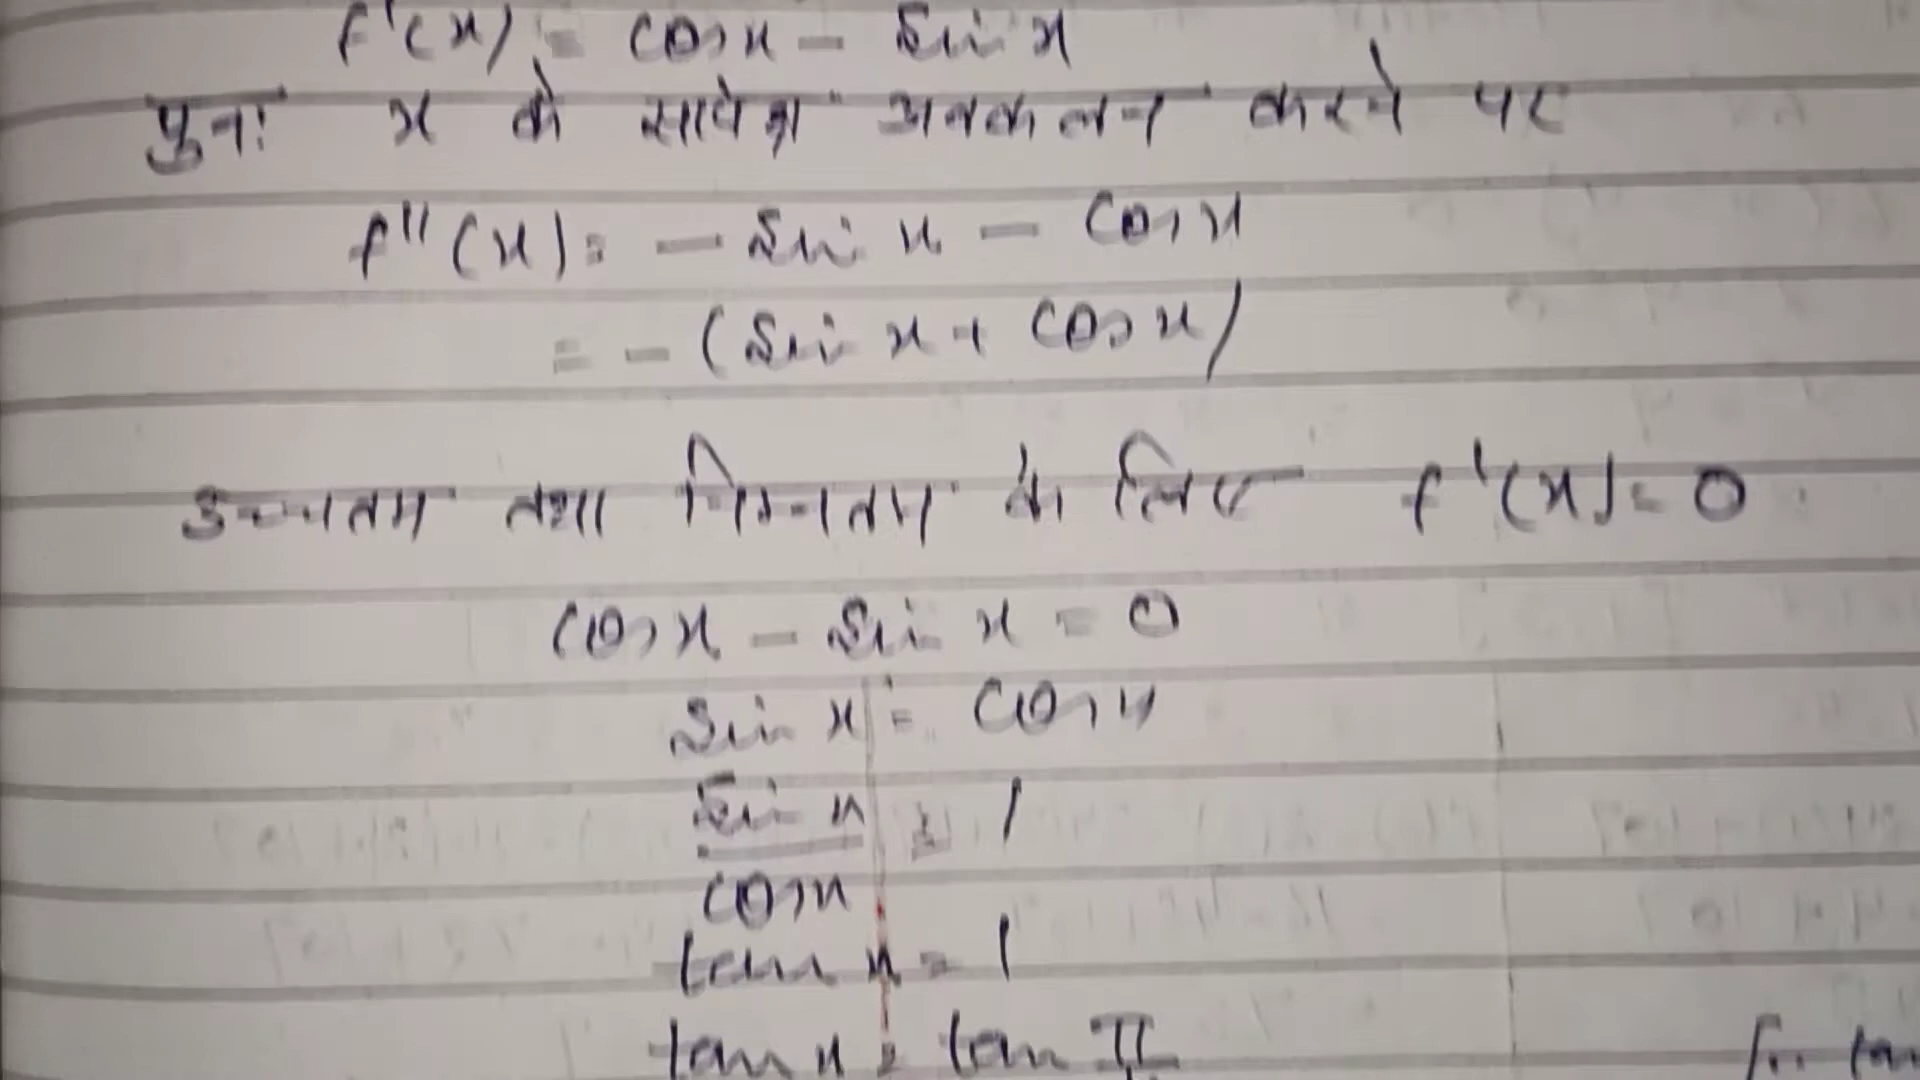 f'(x) = cos x - sin x
पुनः x के सापेक्ष अवकलन करने पर
f''(x) = - sin x - cos x
= - (sin x + cos x)
उच्चतम तथा निम्नतम के लिए f'(x) = 0
cos x - sin x = 0
sin x = cos x
sin x = 1
cos x
tan x = 1
tan x = tan π